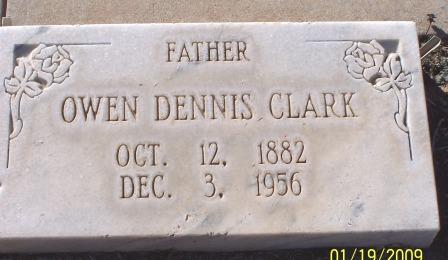 FATHER
OWEN DENNIS CLARK
OCT. 12, 1882
DEC. 3, 1956
01/19/2009